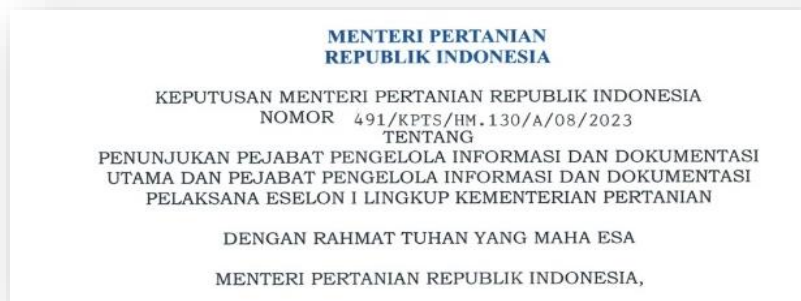 MENTERI PERTANIAN
REPUBLIK INDONESIA
KEPUTUSAN MENTERI PERTANIAN REPUBLIK INDONESIA
NOMOR 491/KPTS/HM.130/A/08/2023
TENTANG
PENUNJUKAN PEJABAT PENGELOLA INFORMASI DAN DOKUMENTASI
UTAMA DAN PEJABAT PENGELOLA INFORMASI DAN DOKUMENTASI
PELAKSANA ESELON I LINGKUP KEMENTERIAN PERTANIAN
DENGAN RAHMAT TUHAN YANG MAHA ESA
MENTERI PERTANIAN REPUBLIK INDONESIA,